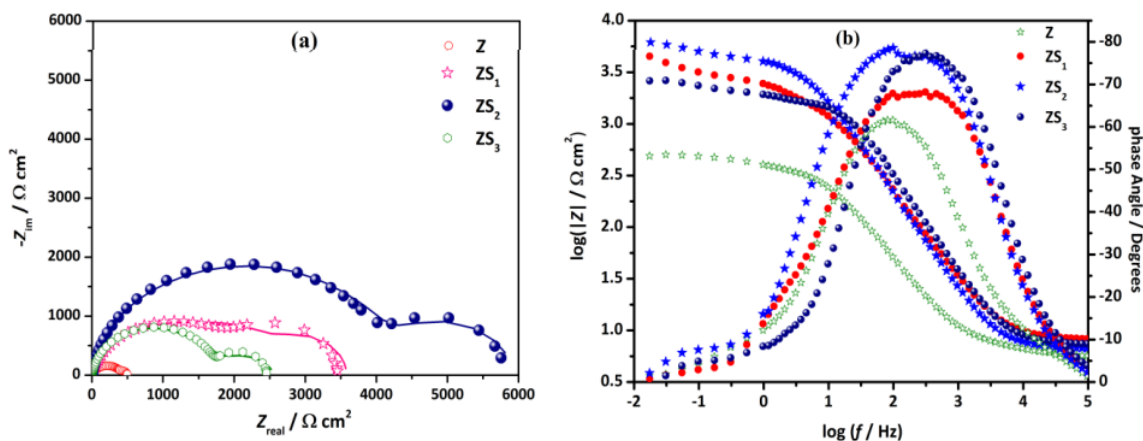 (a)
Z
ZS1
ZS2
ZS3
6000
5000
4000
3000
2000
1000
0
-Zim / Ω cm2
0 1000 2000 3000 4000 5000 6000
Zreal / Ω cm2
(b)
Z
ZS1
ZS2
ZS3
4.0
3.5
3.0
2.5
2.0
1.5
1.0
0.5
log(|Z| / Ω cm2
-2 -1 0 1 2 3 4 5
log (f / Hz)
-80
-70
-60
-50
-40
-30
-20
-10
0
phase Angle / Degrees